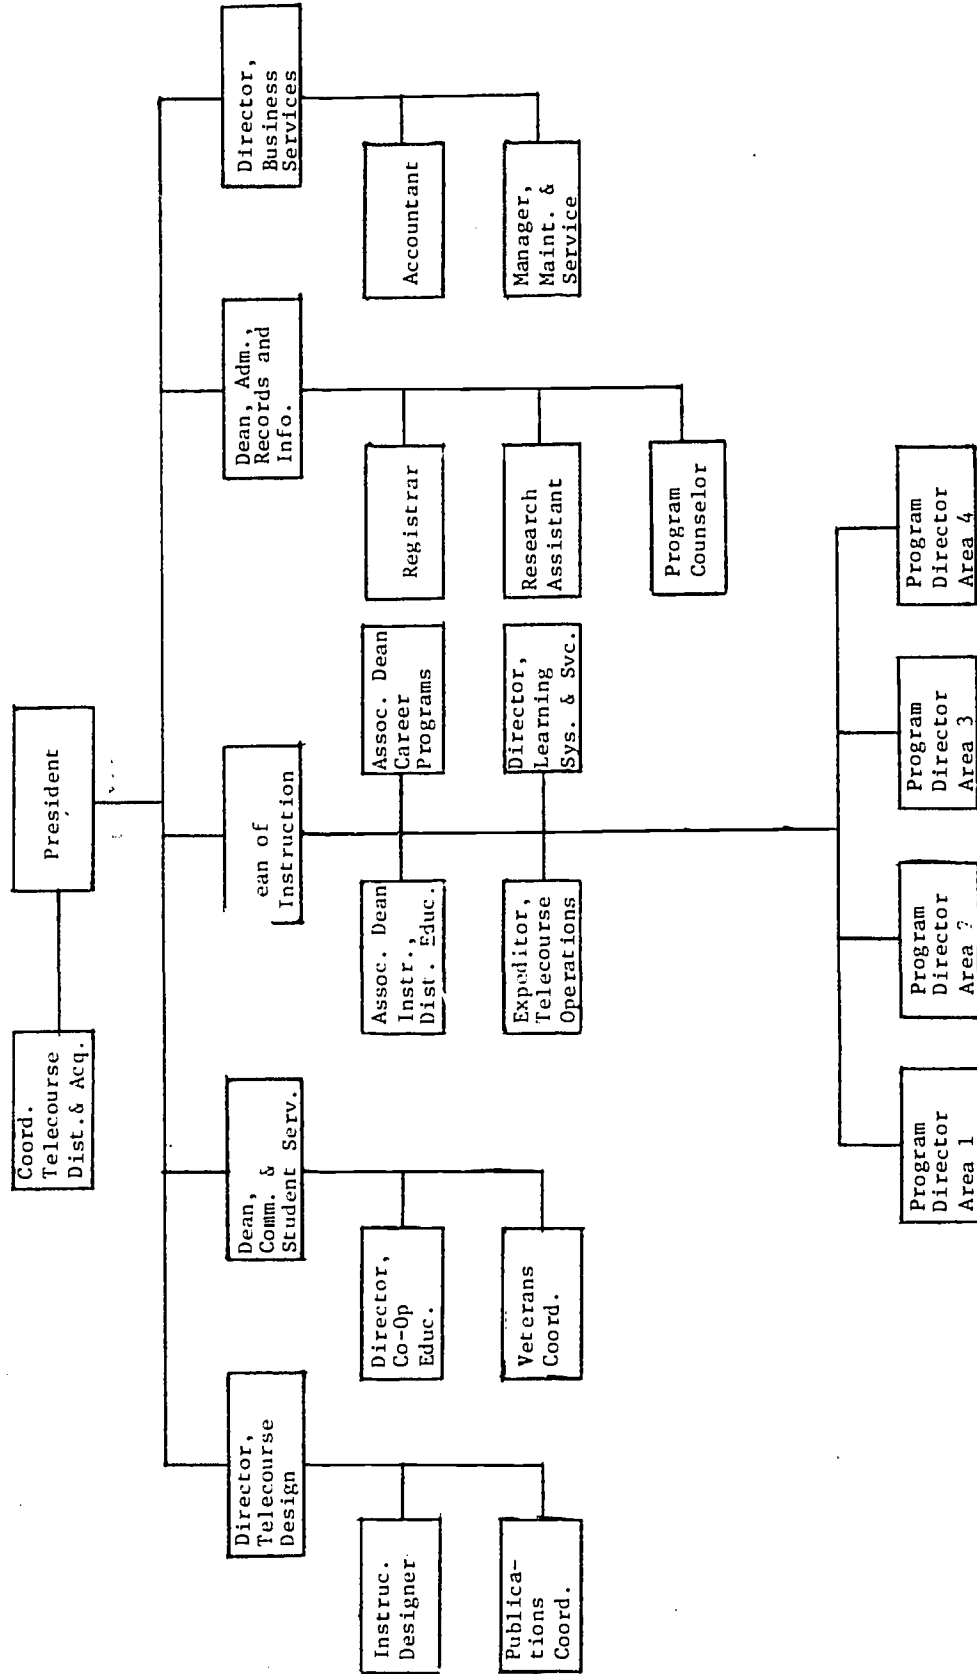 President
Coord.
Telecourse
Dist.& Acq.
Director,
Telecourse
Design
Dean,
Comm. &
Student Serv.
ean of
Instruction
Dean, Adm.,
Records and
Info.
Director,
Business
Services
Instruc.
Designer
Director,
Co-Op
Educ.
Assoc. Dean
Instr.,
Dist. Educ.
Assoc. Dean
Career
Programs
Registrar
Accountant
Publica-
tions
Coord.
Veterans
Coord.
Expeditor,
Telecourse
Operations
Director,
Learning
Sys. & Svc.
Research
Assistant
Manager,
Maint. &
Service
Program
Counselor
Program
Director
Area 1
Program
Director
Area
Program
Director
Area 3
Program
Director
Area 4